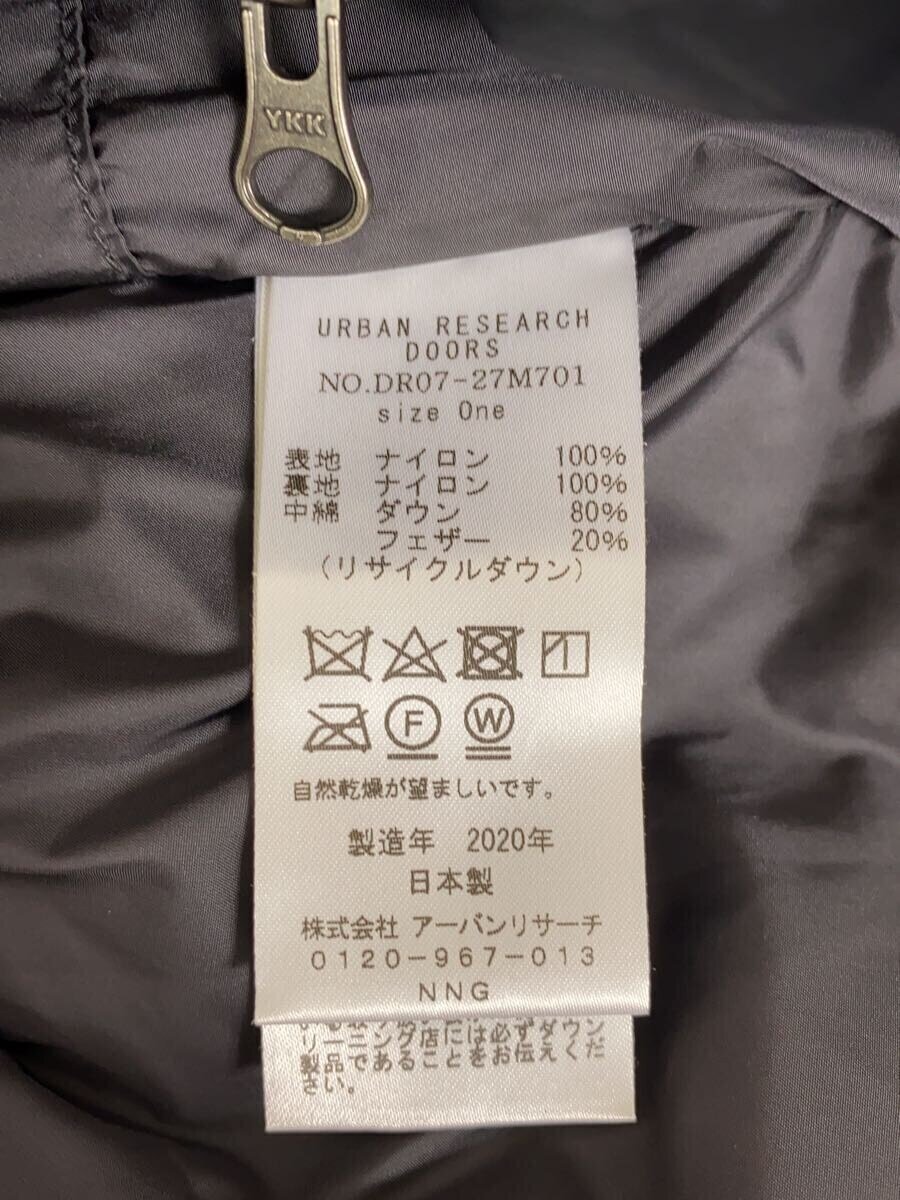 YKK
URBAN RESEARCH
DOORS
NO.DR07-27M701
size One
表地 ナイロン 100%
裏地 ナイロン 100%
中綿 ダウン 80%
フェザー 20%
(リサイクルダウン)
F W
自然乾燥が望ましいです。
製造年 2020年
日本製
株式会社 アーバンリサーチ
0120-967-013
NNG
リーニング店には必ずダウン
製品であることをお伝えくだ
さい。